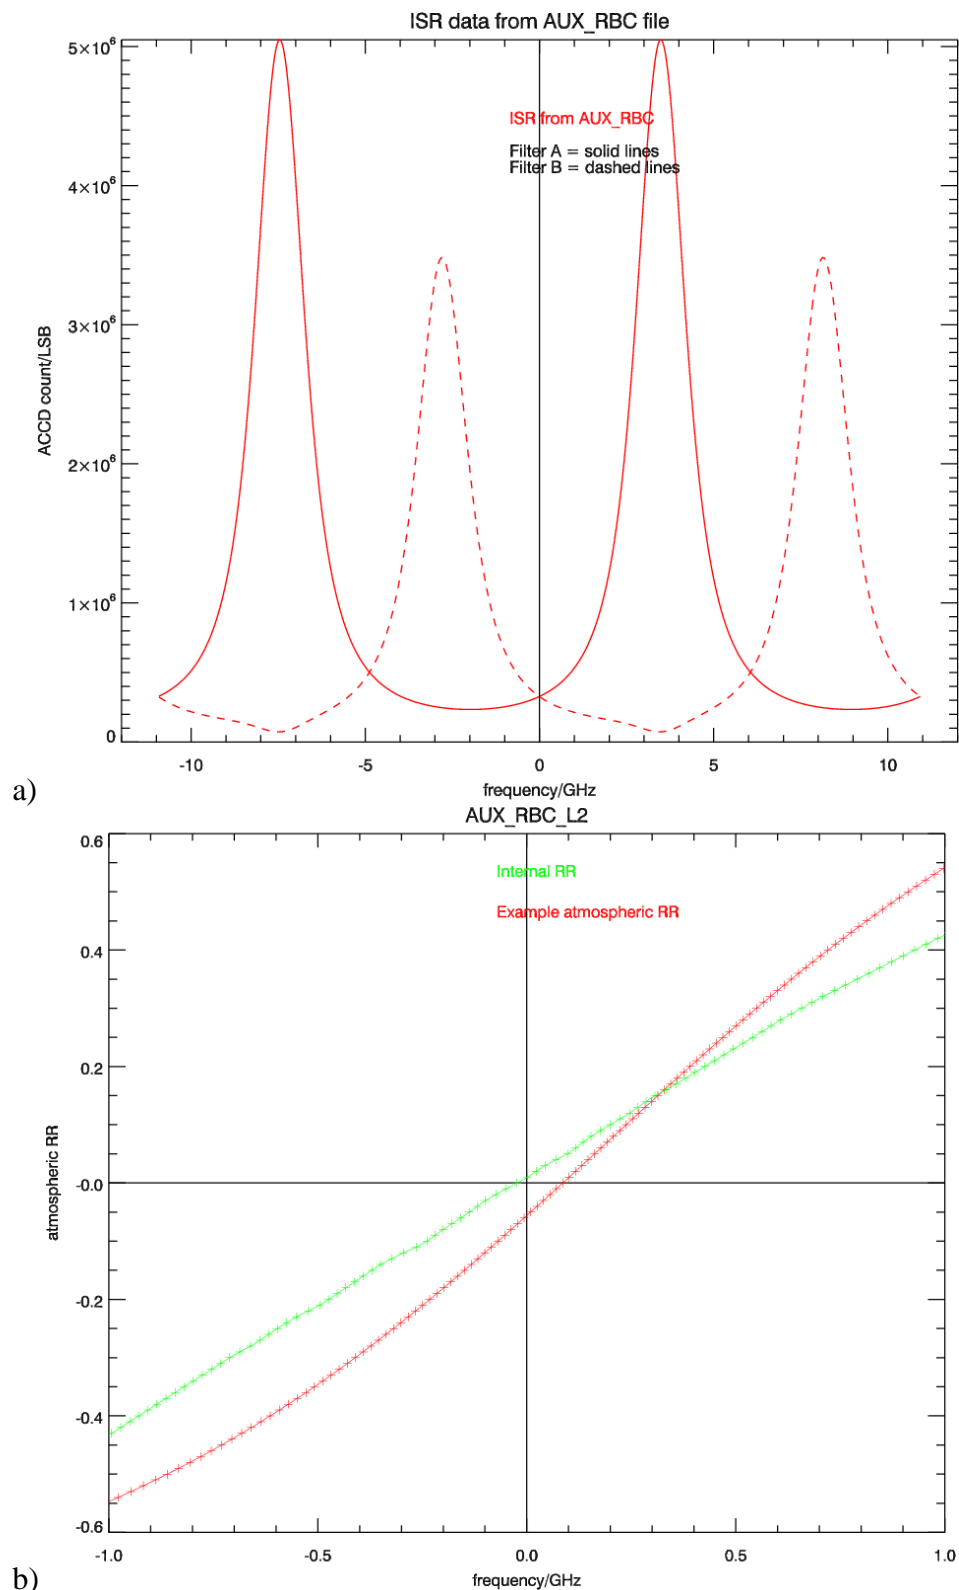 ISR data from AUX_RBC file
5×10⁶
ISR from AUX_RBC
Filter A = solid lines
Filter B = dashed lines
4×10⁶
3×10⁶
ACCD count/LSB
2×10⁶
1×10⁶
0
-10 -5 0 5 10
frequency/GHz
a)
AUX_RBC_L2
0.6
Internal RR
Example atmospheric RR
0.4
0.2
-0.0
atmospheric RR
-0.2
-0.4
-0.6
-1.0 -0.5 0.0 0.5 1.0
frequency/GHz
b)